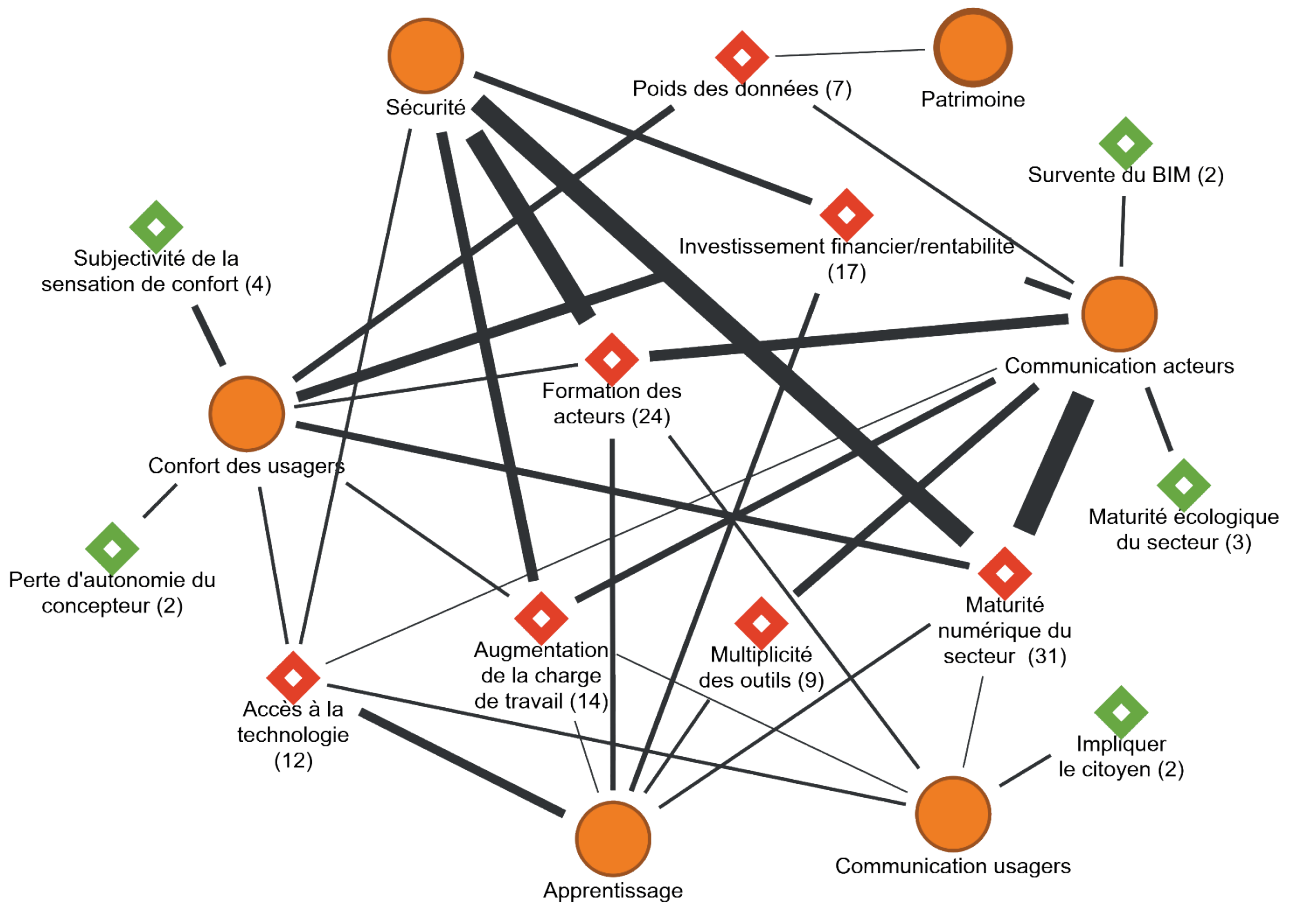 Poids des données (7)
Patrimoine
Sécurité
Survente du BIM (2)
Investissement financier/rentabilité
(17)
Subjectivité de la
sensation de confort (4)
Communication acteurs
Formation des
acteurs (24)
Confort des usagers
Maturité écologique
du secteur (3)
Perte d'autonomie du
concepteur (2)
Maturité
numérique du
secteur (31)
Augmentation
de la charge
de travail (14)
Multiplicité
des outils (9)
Accès à la
technologie
(12)
Impliquer
le citoyen (2)
Communication usagers
Apprentissage